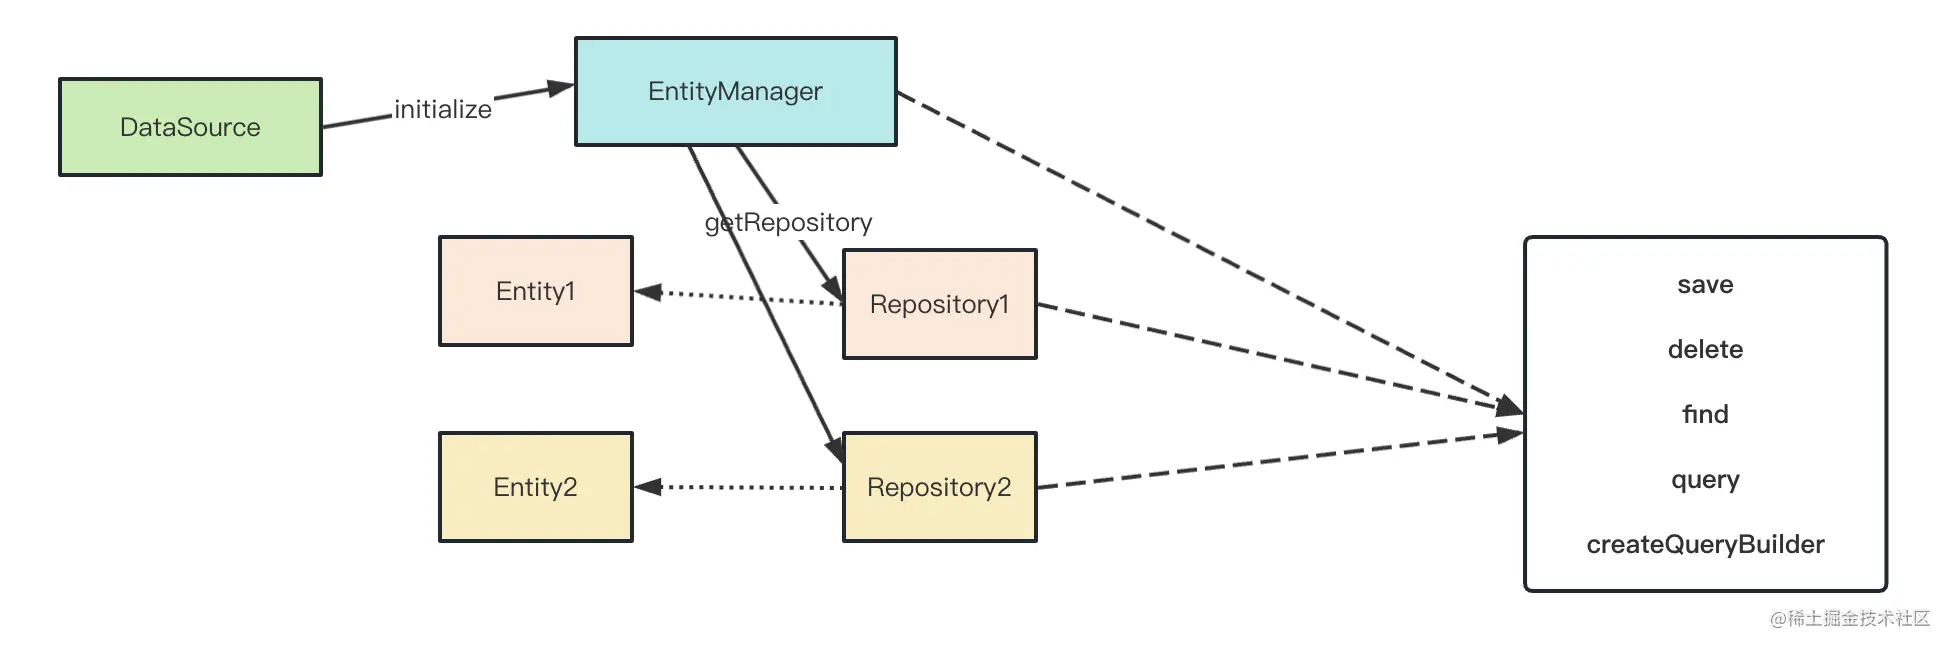 EntityManager
DataSource
initialize
getRepository
Entity1
Repository1
Entity2
Repository2
save
delete
find
query
createQueryBuilder
@稀土掘金技术社区